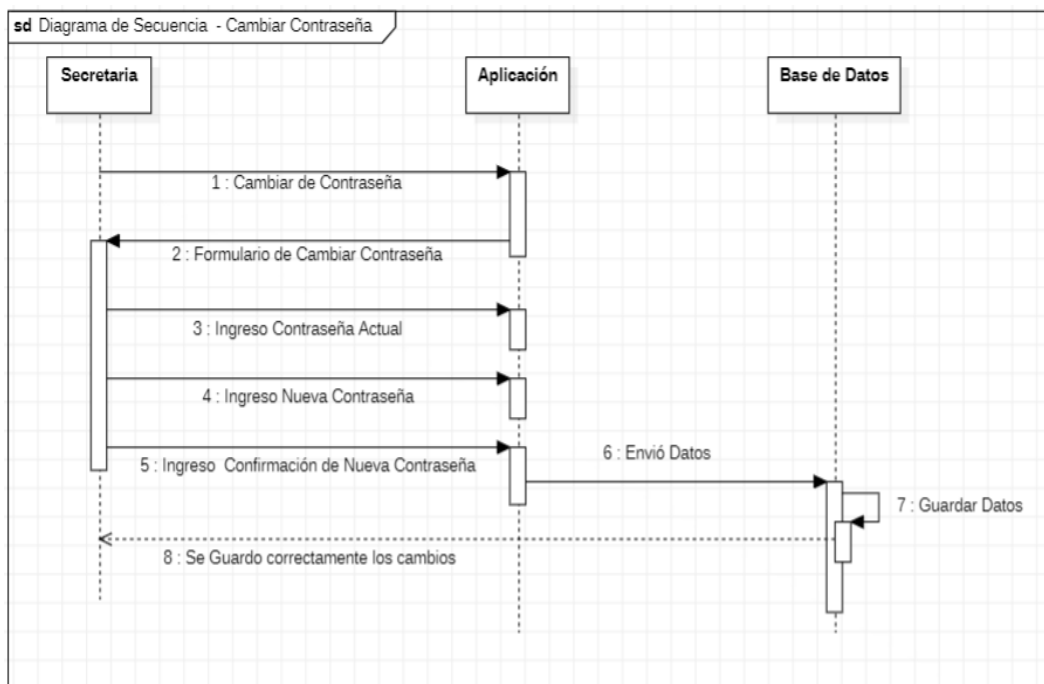 sd Diagrama de Secuencia - Cambiar Contraseña
Secretaria
Aplicación
Base de Datos
1 : Cambiar de Contraseña
2 : Formulario de Cambiar Contraseña
3 : Ingreso Contraseña Actual
4 : Ingreso Nueva Contraseña
5 : Ingreso Confirmación de Nueva Contraseña
6 : Envió Datos
7 : Guardar Datos
8 : Se Guardo correctamente los cambios